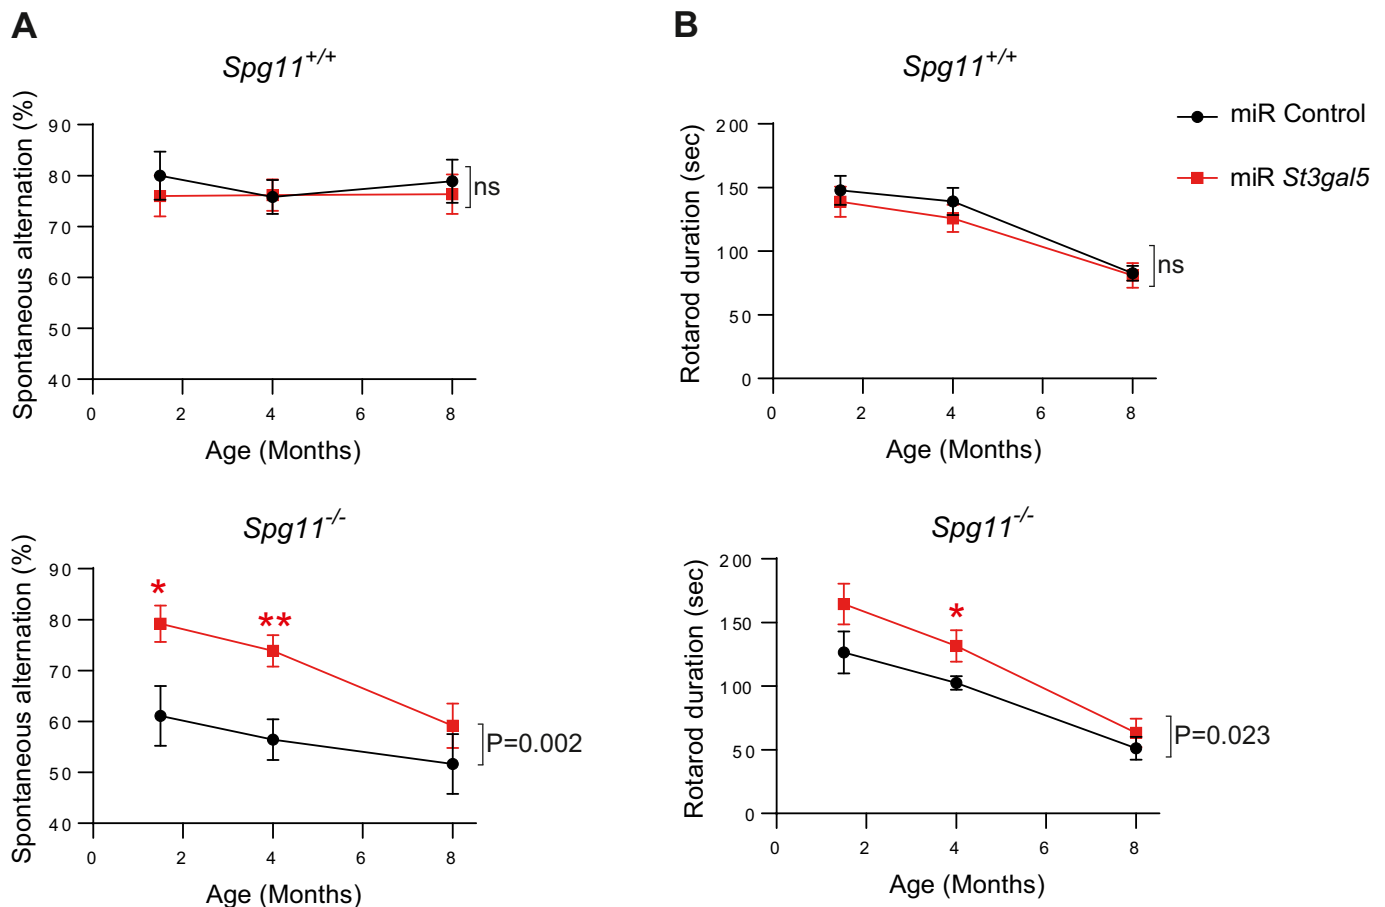 A
B
Spg11+/+
Spg11+/+
miR Control
miR St3gal5
Spontaneous alternation (%)
90
80
70
60
50
40
0 2 4 6 8
Age (Months)
ns
Rotarod duration (sec)
200
150
100
50
0
0 2 4 6 8
Age (Months)
ns
Spg11-/-
Spontaneous alternation (%)
90
80
70
60
50
40
0 2 4 6 8
Age (Months)
*
**
P=0.002
Spg11-/-
Rotarod duration (sec)
200
150
100
50
0
0 2 4 6 8
Age (Months)
*
P=0.023